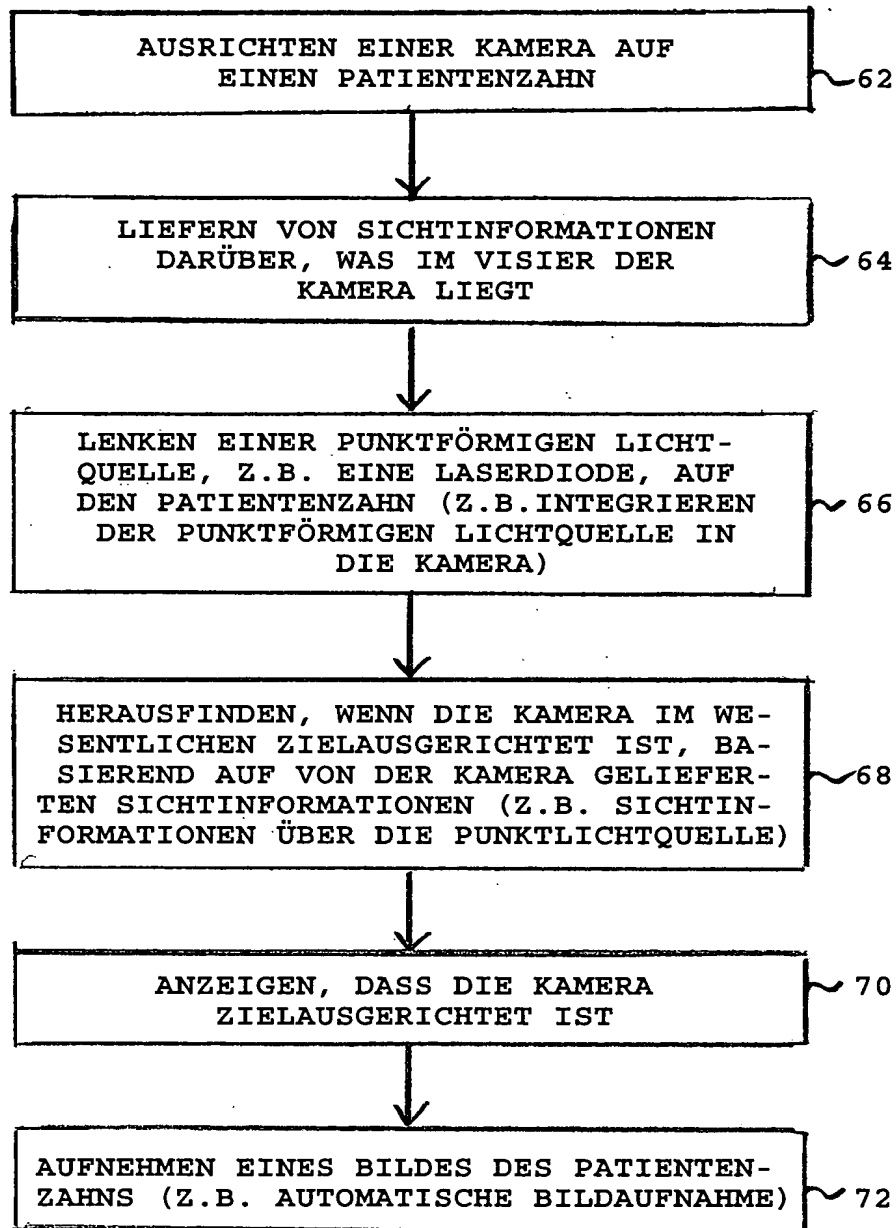 AUSRICHTEN EINER KAMERA AUF
EINEN PATIENTENZAHN
62
LIEFERN VON SICHTINFORMATIONEN
DARÜBER, WAS IM VISIER DER
KAMERA LIEGT
64
LENKEN EINER PUNKTFÖRMIGEN LICHT-
QUELLE, Z.B. EINE LASERDIODE, AUF
DEN PATIENTENZAHN (Z.B.INTEGRIEREN
DER PUNKTFÖRMIGEN LICHTQUELLE IN
DIE KAMERA)
66
HERAUSFINDEN, WENN DIE KAMERA IM WE-
SENTLICHEN ZIELAUSGERICHTET IST, BA-
SIEREND AUF VON DER KAMERA GELIEFER-
TEN SICHTINFORMATIONEN (Z.B. SICHTIN-
FORMATIONEN ÜBER DIE PUNKTLICHTQUELLE)
68
ANZEIGEN, DASS DIE KAMERA
ZIELAUSGERICHTET IST
70
AUFNEHMEN EINES BILDES DES PATIENTEN-
ZAHNS (Z.B. AUTOMATISCHE BILDAUFNAHME)
72